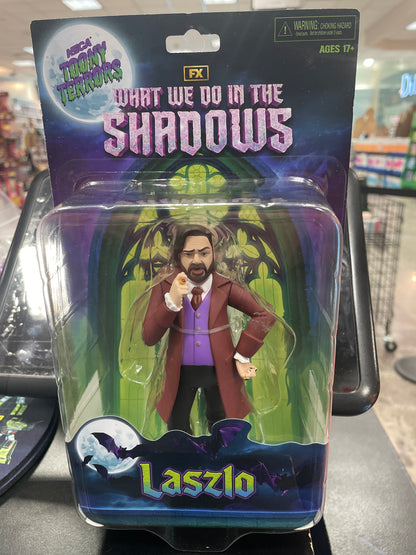 NECA
TOONY
TERRORS
WARNING: CHOKING HAZARD
AGES 17+
FX
WHAT WE DO IN THE
SHADOWS
Laszlo